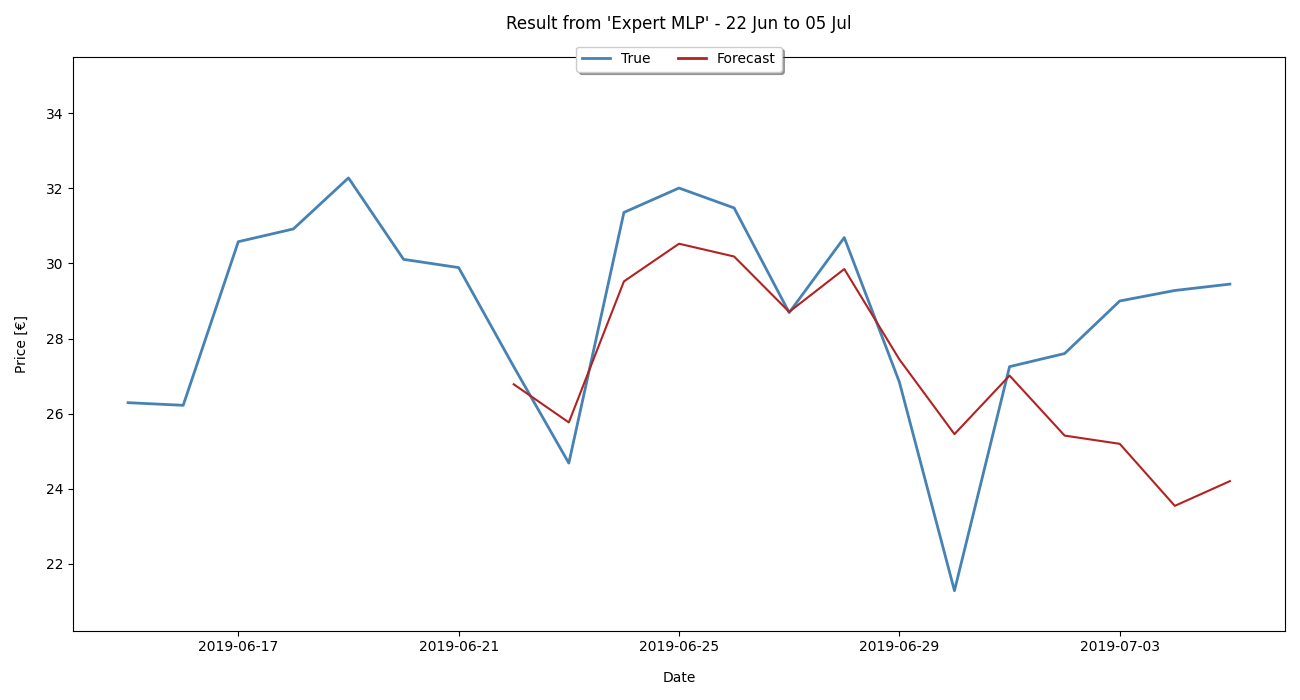 Result from 'Expert MLP' - 22 Jun to 05 Jul
True Forecast
34
32
30
28
26
24
22
Price [€]
2019-06-17 2019-06-21 2019-06-25 2019-06-29 2019-07-03
Date